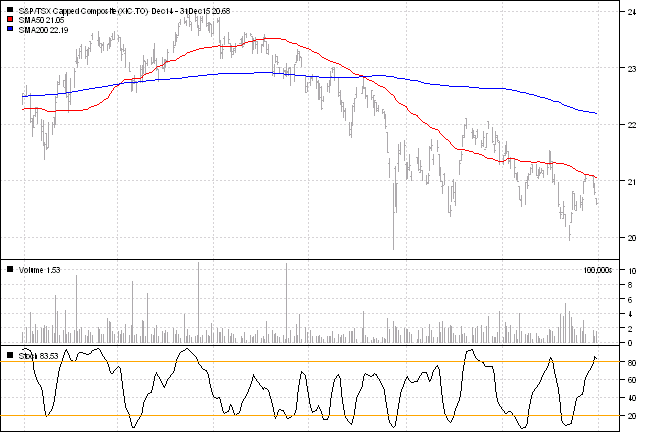 S&P/TSX Capped Composite (XIC.TO) Dec14 - 31Dec15 20.68
SMA50 21.05
SMA200 22.19
24
23
22
21
20
Volume 1.53
100,000s
10
8
6
4
2
0
Stoch 83.53
80
60
40
20